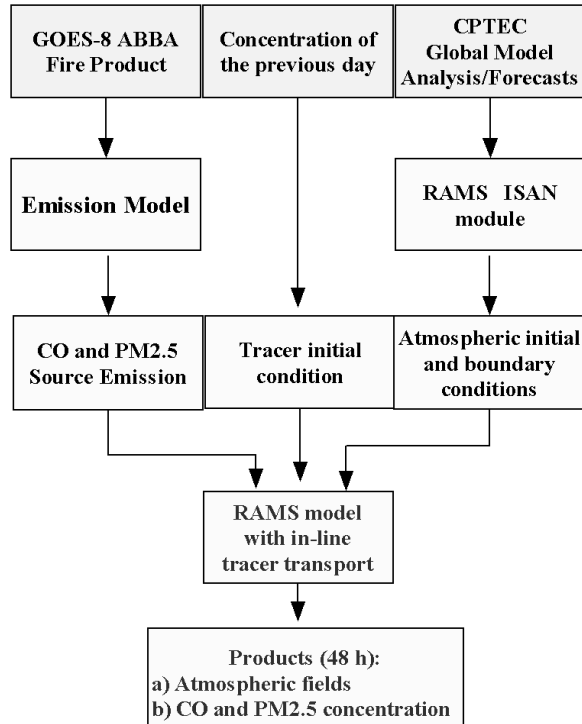 GOES-8 ABBA
Fire Product
Concentration of
the previous day
CPTEC
Global Model
Analysis/Forecasts
Emission Model
RAMS ISAN
module
CO and PM2.5
Source Emission
Tracer initial
condition
Atmospheric initial
and boundary
conditions
RAMS model
with in-line
tracer transport
Products (48 h):
a) Atmospheric fields
b) CO and PM2.5 concentration